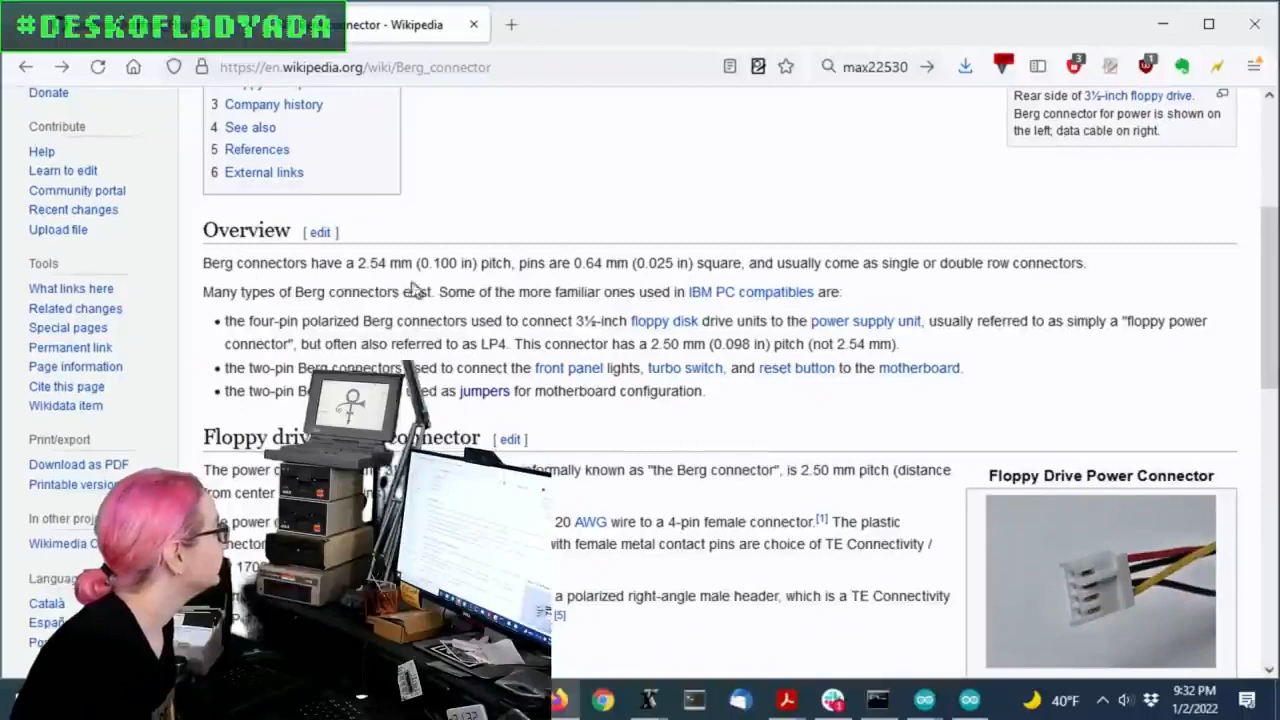 #DESKOFLADYADA
connector - Wikipedia
https://en.wikipedia.org/wiki/Berg_connector
max22530
Donate
Contribute
Help
Learn to edit
Community portal
Recent changes
Upload file
Tools
What links here
Related changes
Special pages
Permanent link
Page information
Cite this page
Wikidata item
Print/export
Download as PDF
Printable version
In other proj
Wikimedia C
Languag
Català
Españ
Por
3 Company history
4 See also
5 References
6 External links
Rear side of 3½-inch floppy drive.
Berg connector for power is shown on
the left; data cable on right.
Overview [ edit ]
Berg connectors have a 2.54 mm (0.100 in) pitch, pins are 0.64 mm (0.025 in) square, and usually come as single or double row connectors.
Many types of Berg connectors exist. Some of the more familiar ones used in IBM PC compatibles are:
• the four-pin polarized Berg connectors used to connect 3½-inch floppy disk drive units to the power supply unit, usually referred to as simply a "floppy power
connector", but often also referred to as LP4. This connector has a 2.50 mm (0.098 in) pitch (not 2.54 mm).
• the two-pin Berg connectors used to connect the front panel lights, turbo switch, and reset button to the motherboard.
• the two-pin B used as jumpers for motherboard configuration.
Floppy driv connector [ edit ]
The power c the 3 informally known as "the Berg connector", is 2.50 mm pitch (distance
from center
e power 20 AWG wire to a 4-pin female connector.[1] The plastic
nnector with female metal contact pins are choice of TE Connectivity /
170
a polarized right-angle male header, which is a TE Connectivity
[5]
Floppy Drive Power Connector
40°F
9:32 PM
1/2/2022